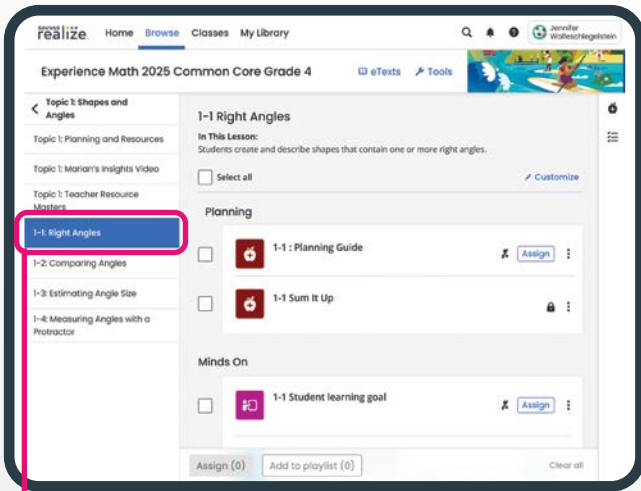 savvas realize. Home Browse Classes My Library Jennifer Wolfeschlegelstein
Experience Math 2025 Common Core Grade 4 eTexts Tools
Topic 1: Shapes and
Angles
Topic 1: Planning and Resources
Topic 1: Marian's Insights Video
Topic 1: Teacher Resource
Masters
1-1: Right Angles
1-2: Comparing Angles
1-3: Estimating Angle Size
1-4: Measuring Angles with a
Protractor
1-1 Right Angles
In This Lesson:
Students create and describe shapes that contain one or more right angles.
Select all Customize
Planning
1-1 : Planning Guide Assign
1-1 Sum It Up
Minds On
1-1 Student learning goal Assign
Assign (0) Add to playlist (0) Clear all